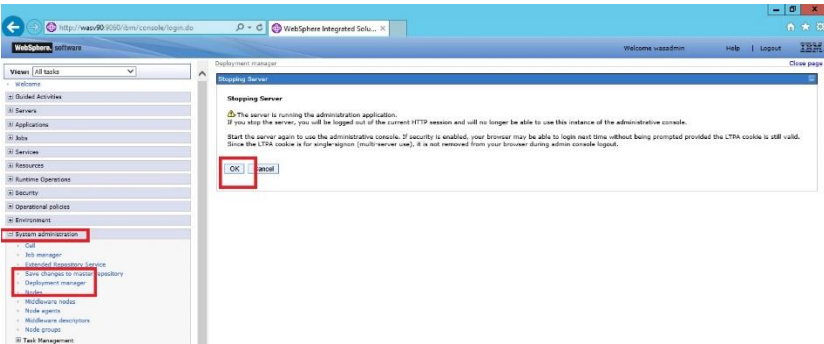 http://wasv90:9060/ibm/console/login.do
WebSphere Integrated Solu...
WebSphere. software
Welcome wasadmin
Help | Logout
IBM
View: All tasks
Deployment manager
Close page
Welcome
Guided Activities
Servers
Applications
Jobs
Services
Resources
Runtime Operations
Security
Operational policies
Environment
System administration
Cell
Job manager
Extended Repository Service
Save changes to master repository
Deployment manager
Nodes
Middleware nodes
Node agents
Middleware descriptors
Node groups
Task Management
Stopping Server
Stopping Server
The server is running the administration application.
If you stop the server, you will be logged out of the current HTTP session and will no longer be able to use this instance of the administrative console.
Start the server again to use the administrative console. If security is enabled, your browser may be able to login next time without being prompted provided the LTPA cookie is still valid.
Since the LTPA cookie is for single-signon (multi-server use), it is not removed from your browser during admin console logout.
OK Cancel